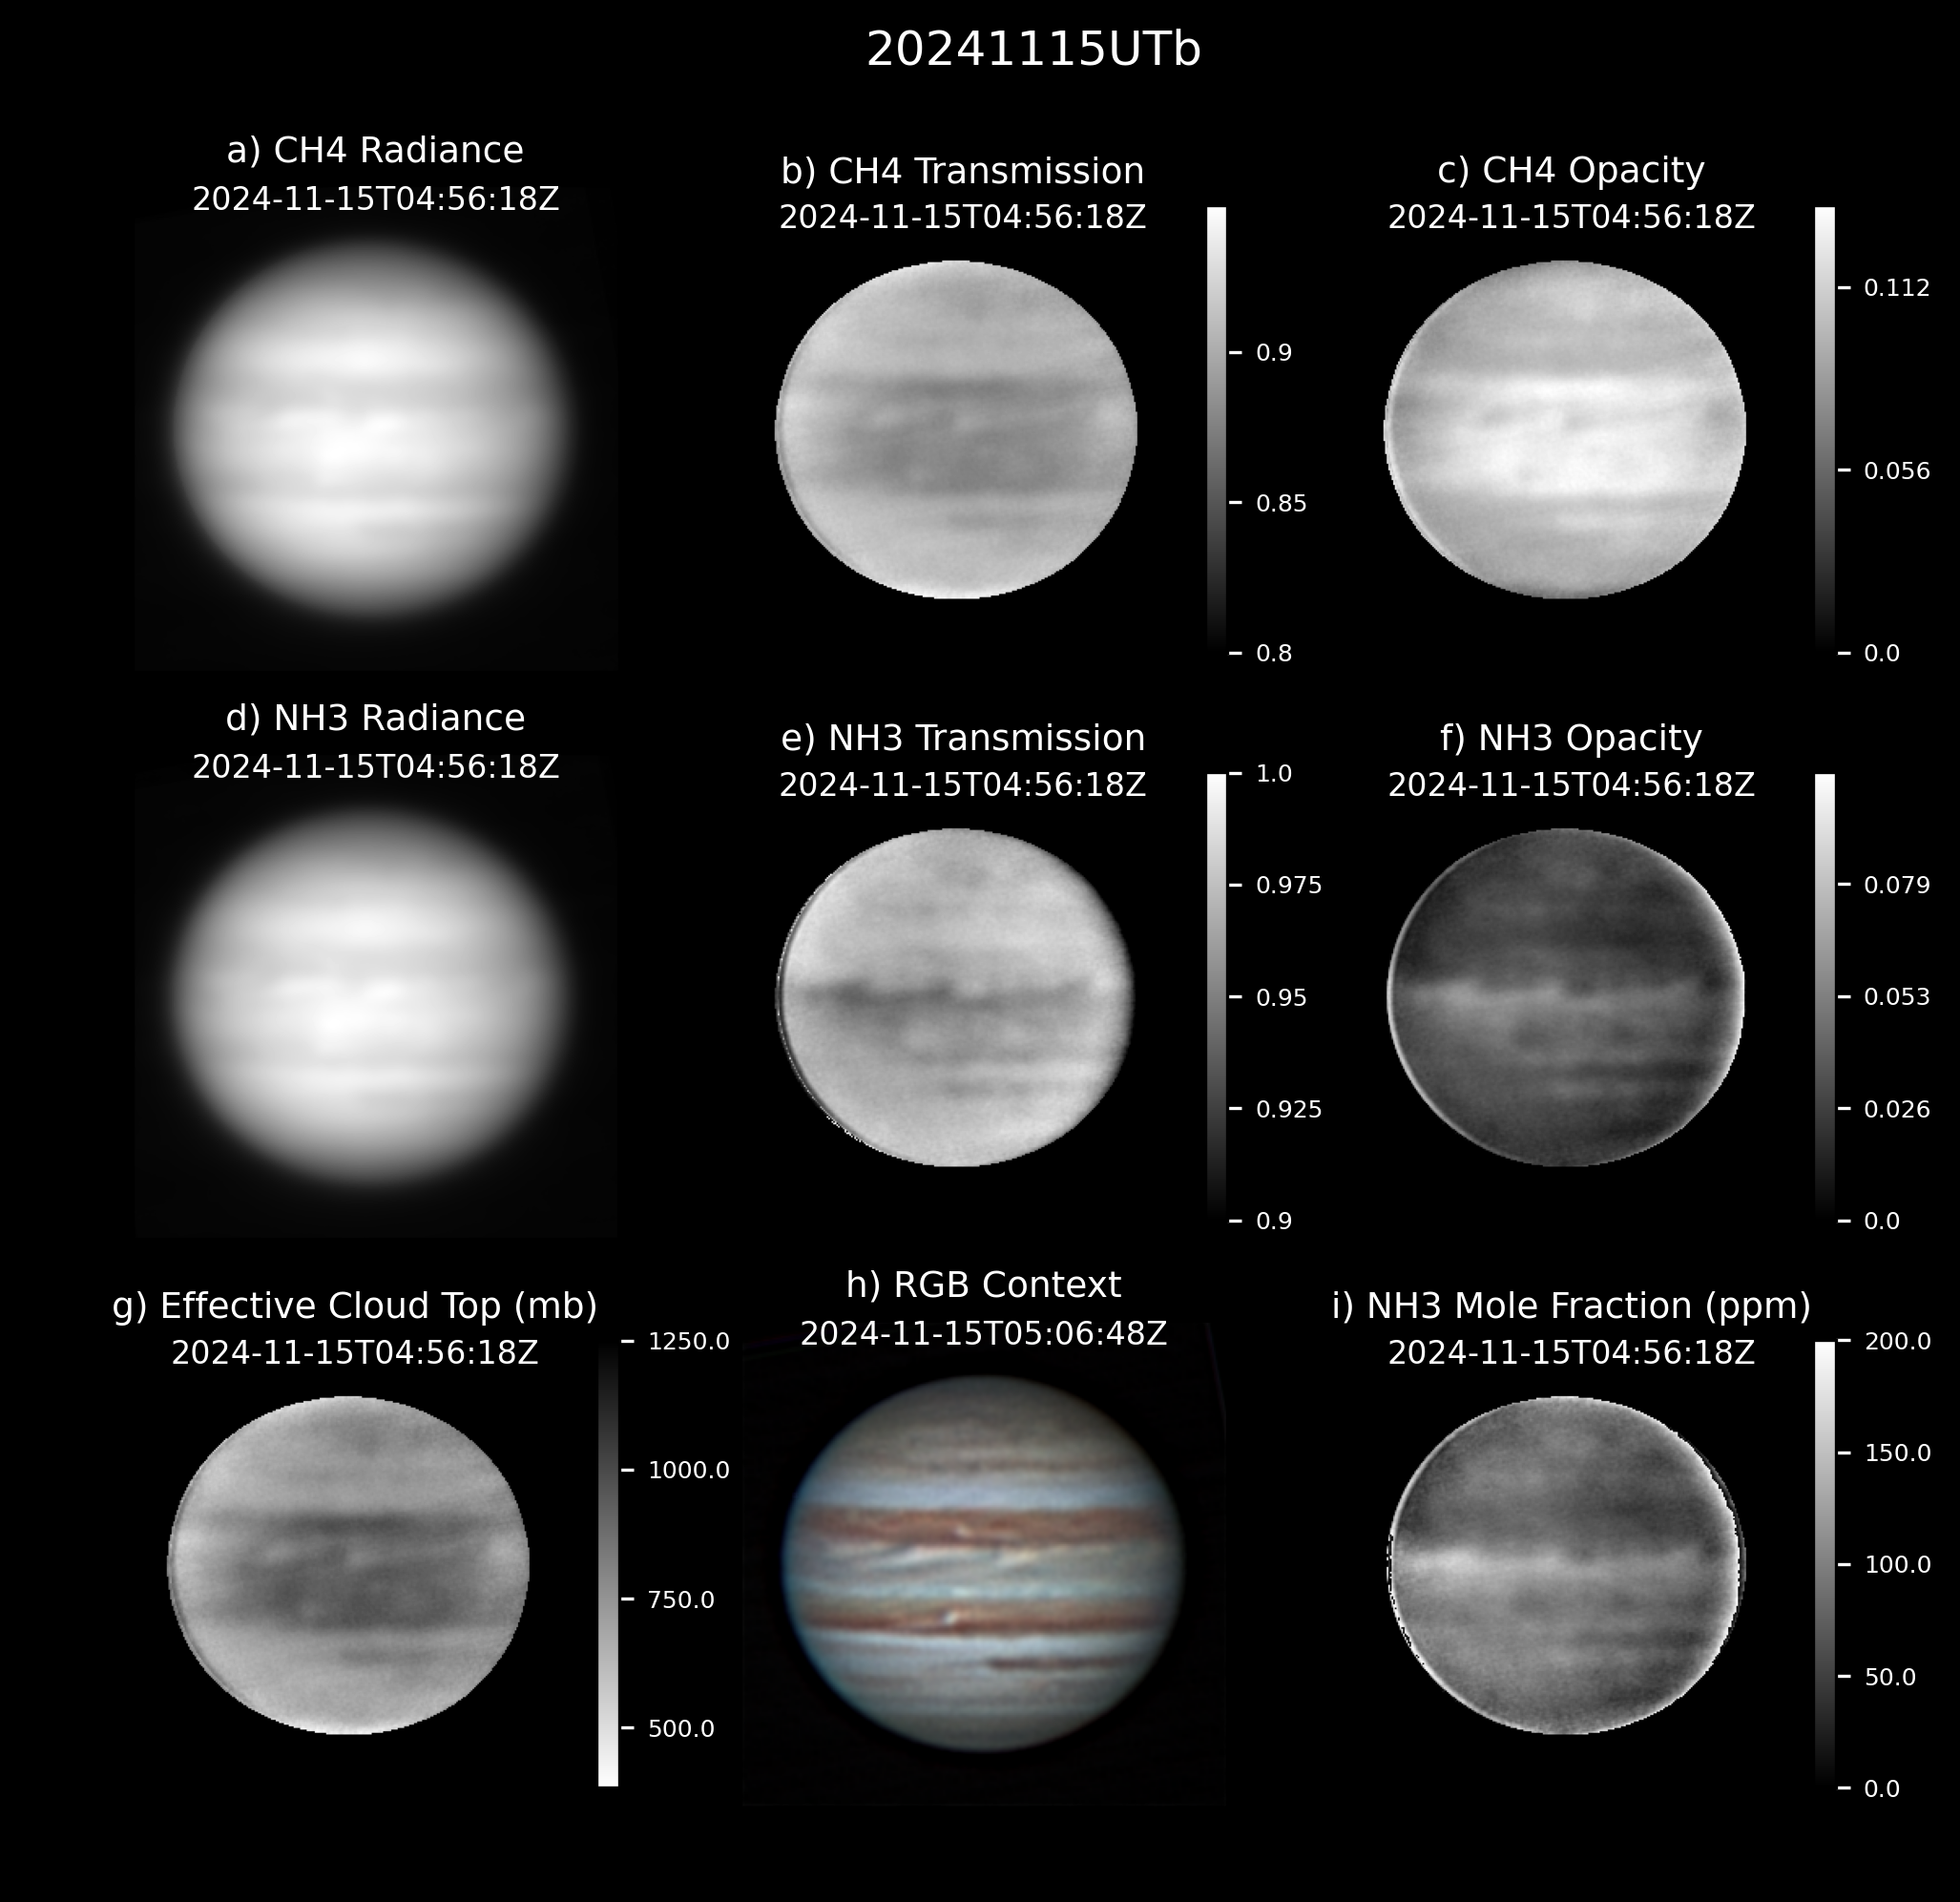 20241115UTb
a) CH4 Radiance
2024-11-15T04:56:18Z
b) CH4 Transmission
2024-11-15T04:56:18Z
0.9
0.85
0.8
c) CH4 Opacity
2024-11-15T04:56:18Z
0.112
0.056
0.0
d) NH3 Radiance
2024-11-15T04:56:18Z
e) NH3 Transmission
2024-11-15T04:56:18Z
1.0
0.975
0.95
0.925
0.9
f) NH3 Opacity
2024-11-15T04:56:18Z
0.079
0.053
0.026
0.0
g) Effective Cloud Top (mb)
2024-11-15T04:56:18Z
1250.0
1000.0
750.0
500.0
h) RGB Context
2024-11-15T05:06:48Z
i) NH3 Mole Fraction (ppm)
2024-11-15T04:56:18Z
200.0
150.0
100.0
50.0
0.0